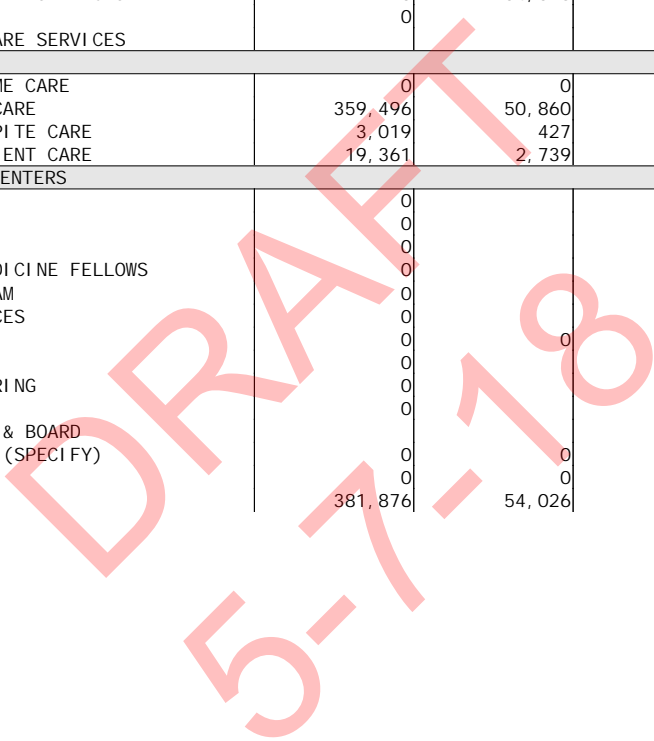 0
ARE SERVICES
ME CARE 0 0
CARE 359,496 50,860
PITE CARE 3,019 427
IENT CARE 19,361 2,739
ENTERS
0
0
0
DICINE FELLOWS 0
AM 0
CES 0
0 0
0
RING 0
0
& BOARD
(SPECIFY) 0 0
0 0
381,876 54,026
DRAFT
5-7-18